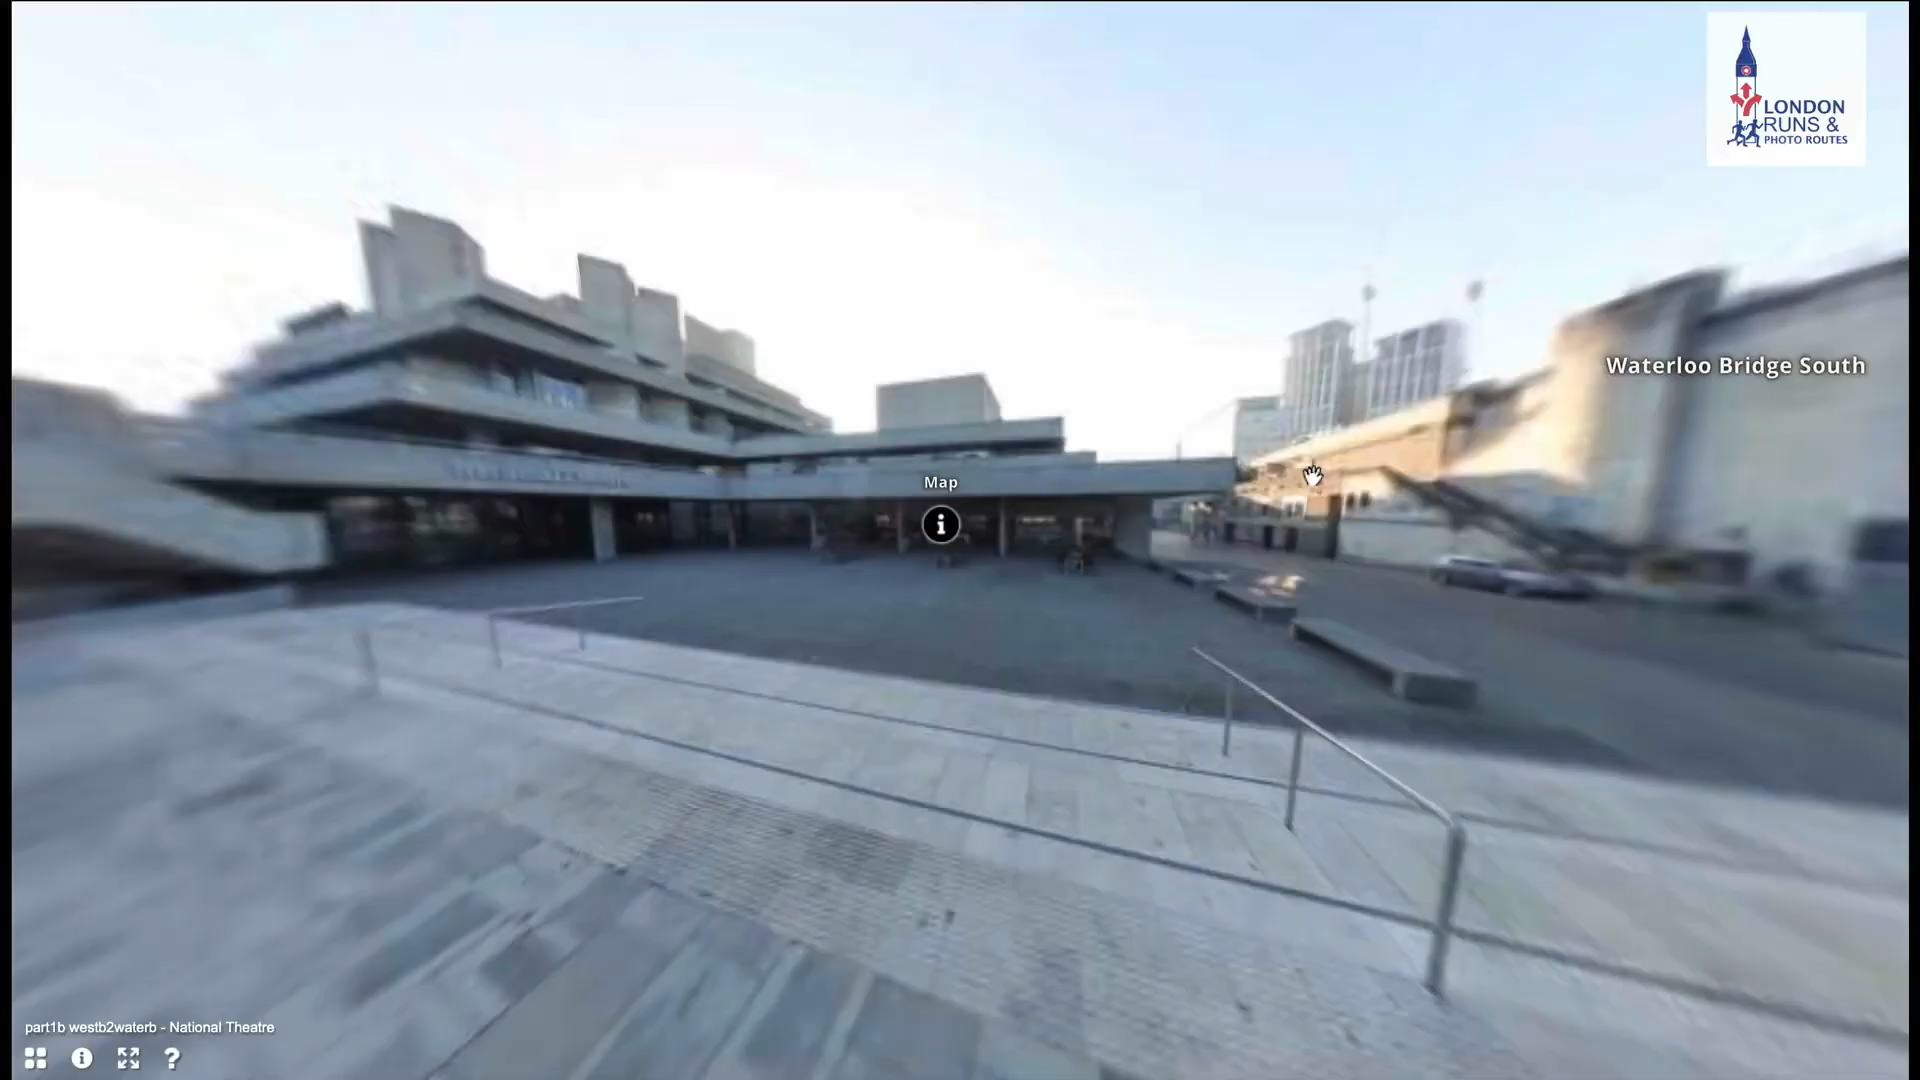 LONDON
RUNS &
PHOTO ROUTES
Waterloo Bridge South
Map
part1b westb2waterb - National Theatre